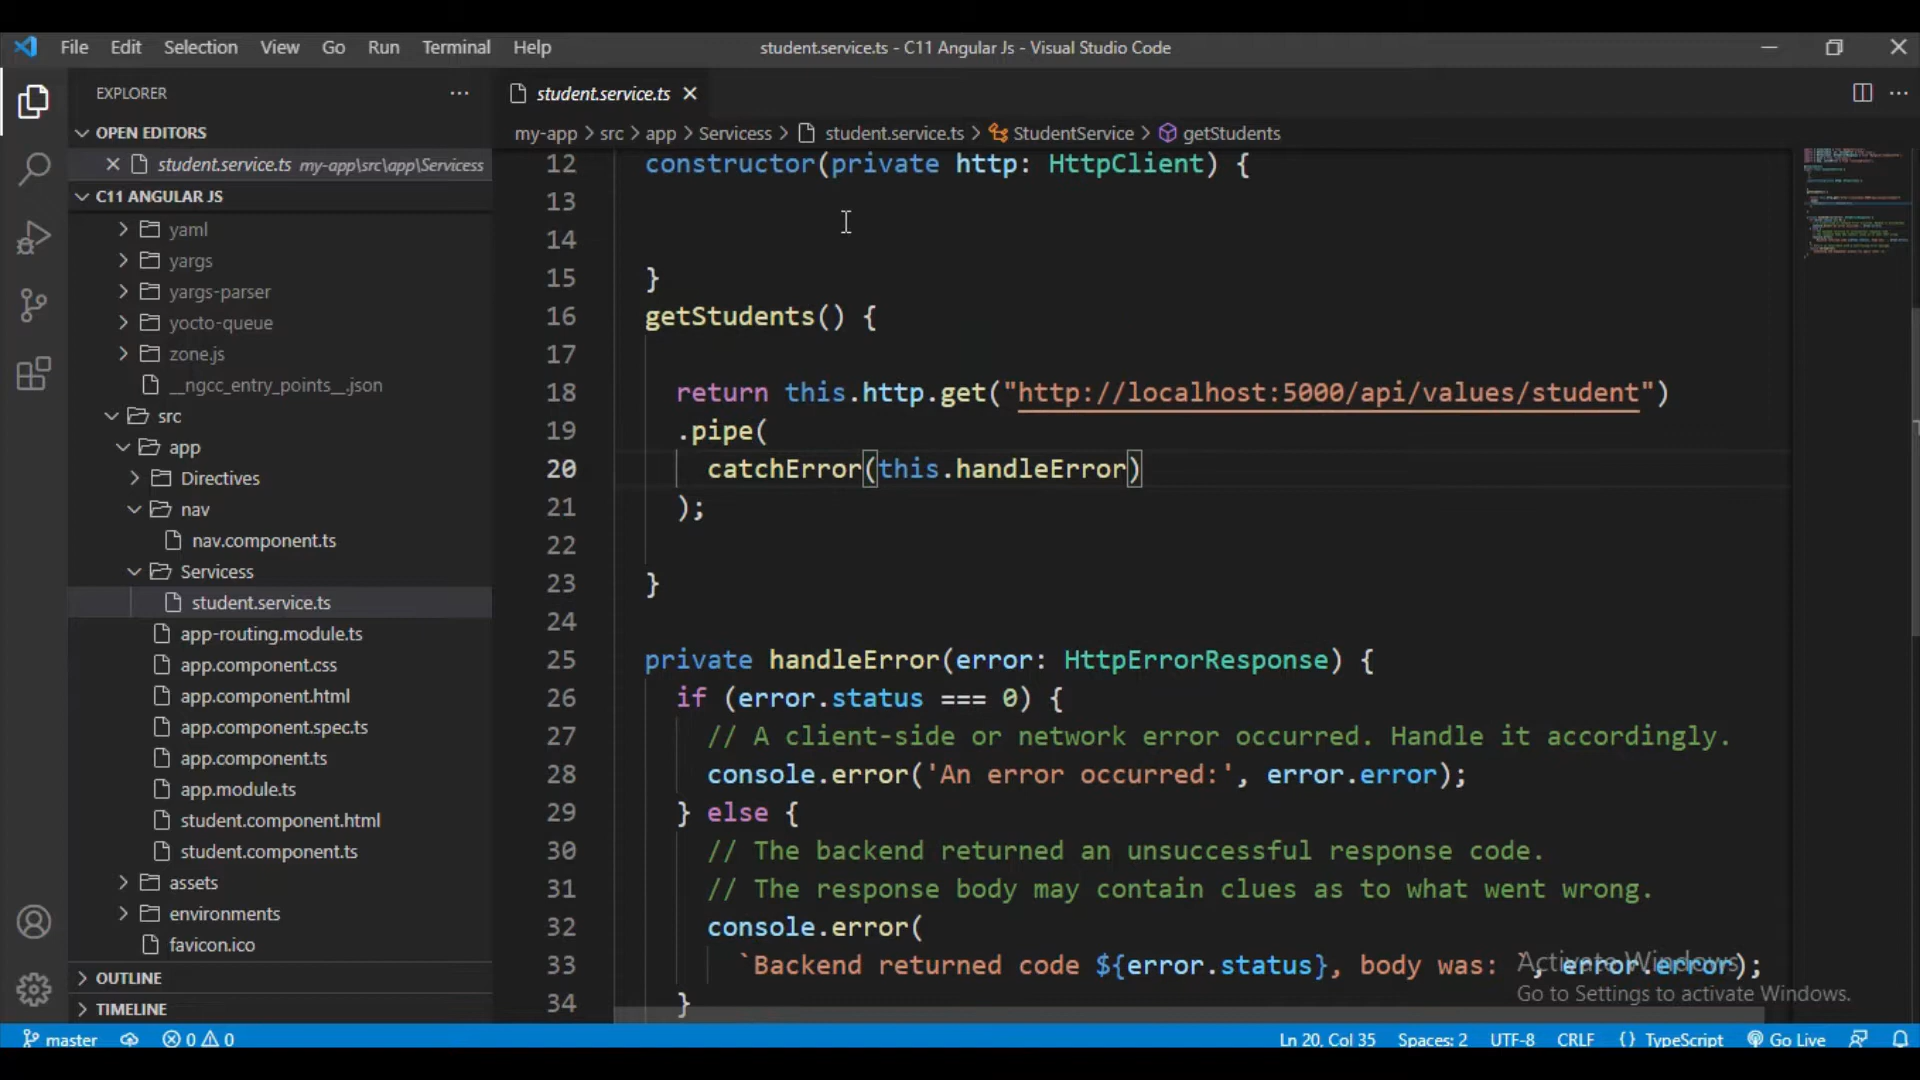 File Edit Selection View Go Run Terminal Help
student.service.ts - C11 Angular Js - Visual Studio Code
EXPLORER
OPEN EDITORS
student.service.ts my-app\src\app\Servicess
C11 ANGULAR JS
yaml
yargs
yargs-parser
yocto-queue
zone.js
__ngcc_entry_points__.json
src
app
Directives
nav
nav.component.ts
Servicess
student.service.ts
app-routing.module.ts
app.component.css
app.component.html
app.component.spec.ts
app.component.ts
app.module.ts
student.component.html
student.component.ts
assets
environments
favicon.ico
OUTLINE
TIMELINE
student.service.ts
my-app > src > app > Servicess > student.service.ts > StudentService > getStudents
12 constructor(private http: HttpClient) {
13
14
15 }
16 getStudents() {
17
18 return this.http.get("http://localhost:5000/api/values/student")
19 .pipe(
20 catchError(this.handleError)
21 );
22
23 }
24
25 private handleError(error: HttpErrorResponse) {
26 if (error.status === 0) {
27 // A client-side or network error occurred. Handle it accordingly.
28 console.error('An error occurred:', error.error);
29 } else {
30 // The backend returned an unsuccessful response code.
31 // The response body may contain clues as to what went wrong.
32 console.error(
33 `Backend returned code ${error.status}, body was: `, error.error);
34 }
Activate Windows
Go to Settings to activate Windows.
master 0 0 Ln 20, Col 35 Spaces: 2 UTF-8 CRLF {} TypeScript Go Live